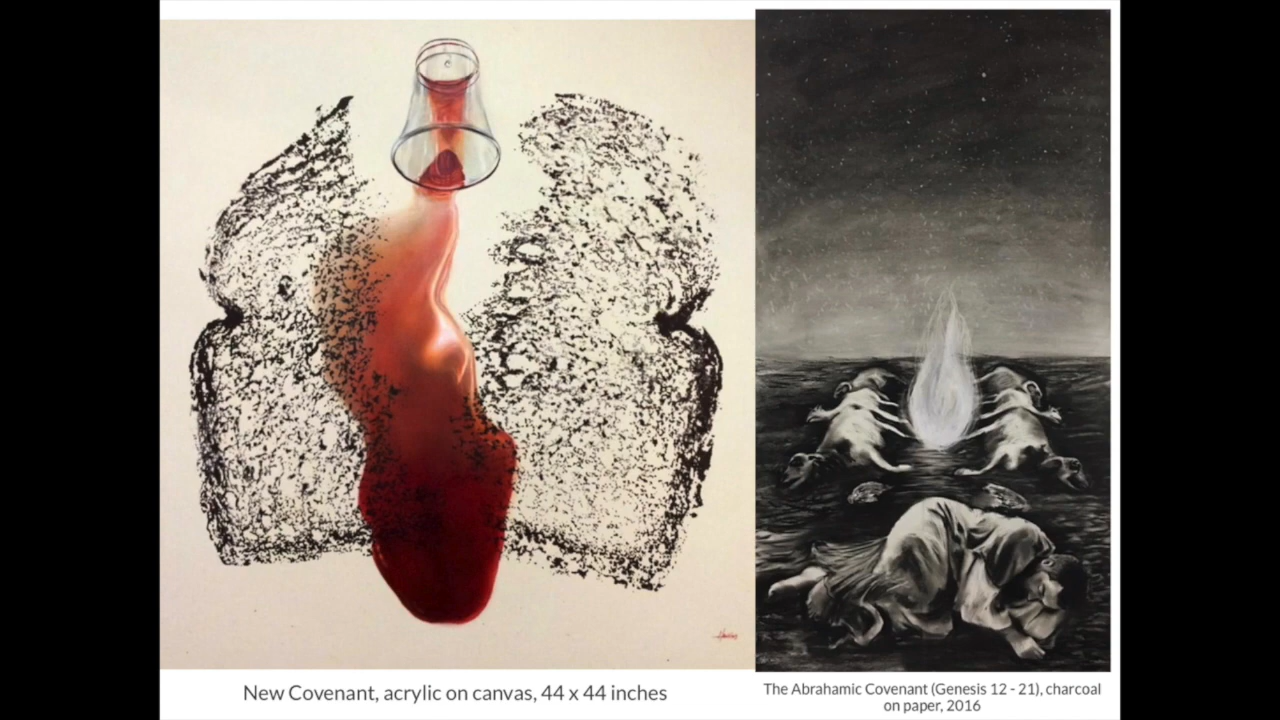 New Covenant, acrylic on canvas, 44 x 44 inches
The Abrahamic Covenant (Genesis 12 - 21), charcoal
on paper, 2016